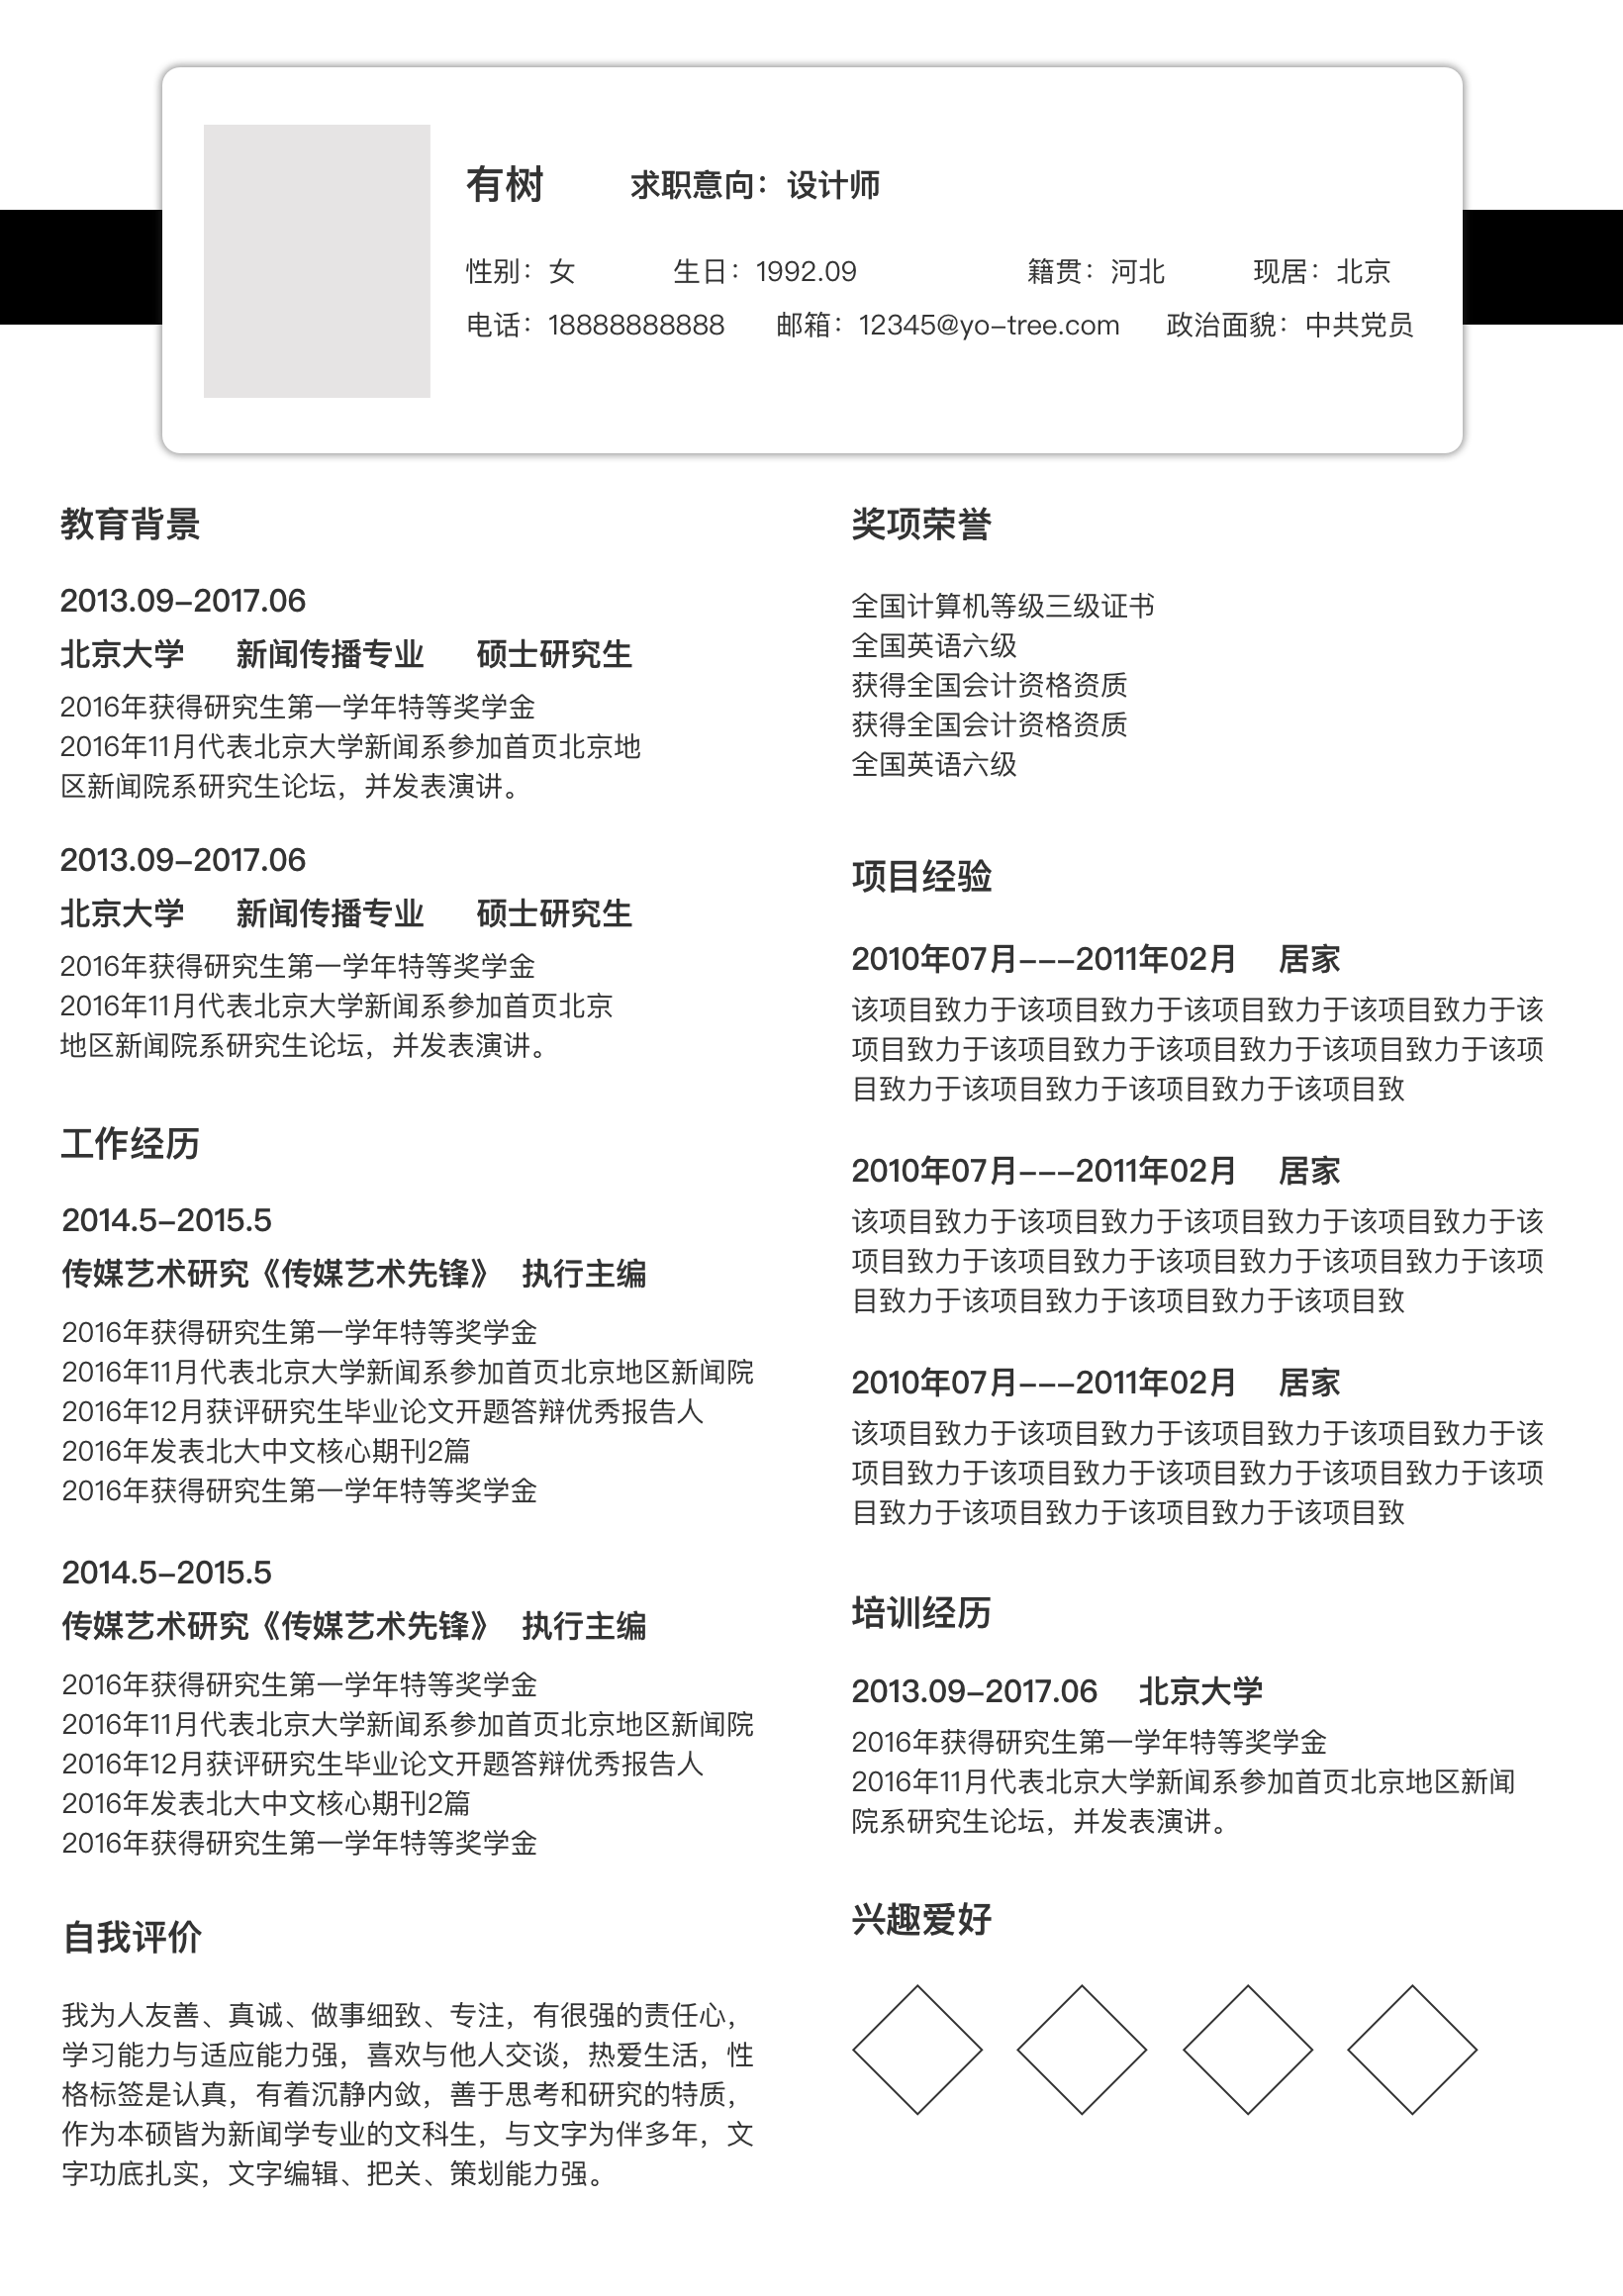 有树 求职意向：设计师
性别：女 生日：1992.09 籍贯：河北 现居：北京
电话：18888888888 邮箱：12345@yo-tree.com 政治面貌：中共党员
教育背景
2013.09-2017.06
北京大学 新闻传播专业 硕士研究生
2016年获得研究生第一学年特等奖学金
2016年11月代表北京大学新闻系参加首页北京地
区新闻院系研究生论坛，并发表演讲。
2013.09-2017.06
北京大学 新闻传播专业 硕士研究生
2016年获得研究生第一学年特等奖学金
2016年11月代表北京大学新闻系参加首页北京
地区新闻院系研究生论坛，并发表演讲。
工作经历
2014.5-2015.5
传媒艺术研究《传媒艺术先锋》 执行主编
2016年获得研究生第一学年特等奖学金
2016年11月代表北京大学新闻系参加首页北京地区新闻院
2016年12月获评研究生毕业论文开题答辩优秀报告人
2016年发表北大中文核心期刊2篇
2016年获得研究生第一学年特等奖学金
2014.5-2015.5
传媒艺术研究《传媒艺术先锋》 执行主编
2016年获得研究生第一学年特等奖学金
2016年11月代表北京大学新闻系参加首页北京地区新闻院
2016年12月获评研究生毕业论文开题答辩优秀报告人
2016年发表北大中文核心期刊2篇
2016年获得研究生第一学年特等奖学金
自我评价
我为人友善、真诚、做事细致、专注，有很强的责任心，
学习能力与适应能力强，喜欢与他人交谈，热爱生活，性
格标签是认真，有着沉静内敛，善于思考和研究的特质，
作为本硕皆为新闻学专业的文科生，与文字为伴多年，文
字功底扎实，文字编辑、把关、策划能力强。
奖项荣誉
全国计算机等级三级证书
全国英语六级
获得全国会计资格资质
获得全国会计资格资质
全国英语六级
项目经验
2010年07月---2011年02月 居家
该项目致力于该项目致力于该项目致力于该项目致力于该
项目致力于该项目致力于该项目致力于该项目致力于该项
目致力于该项目致力于该项目致力于该项目致
2010年07月---2011年02月 居家
该项目致力于该项目致力于该项目致力于该项目致力于该
项目致力于该项目致力于该项目致力于该项目致力于该项
目致力于该项目致力于该项目致力于该项目致
2010年07月---2011年02月 居家
该项目致力于该项目致力于该项目致力于该项目致力于该
项目致力于该项目致力于该项目致力于该项目致力于该项
目致力于该项目致力于该项目致力于该项目致
培训经历
2013.09-2017.06 北京大学
2016年获得研究生第一学年特等奖学金
2016年11月代表北京大学新闻系参加首页北京地区新闻
院系研究生论坛，并发表演讲。
兴趣爱好